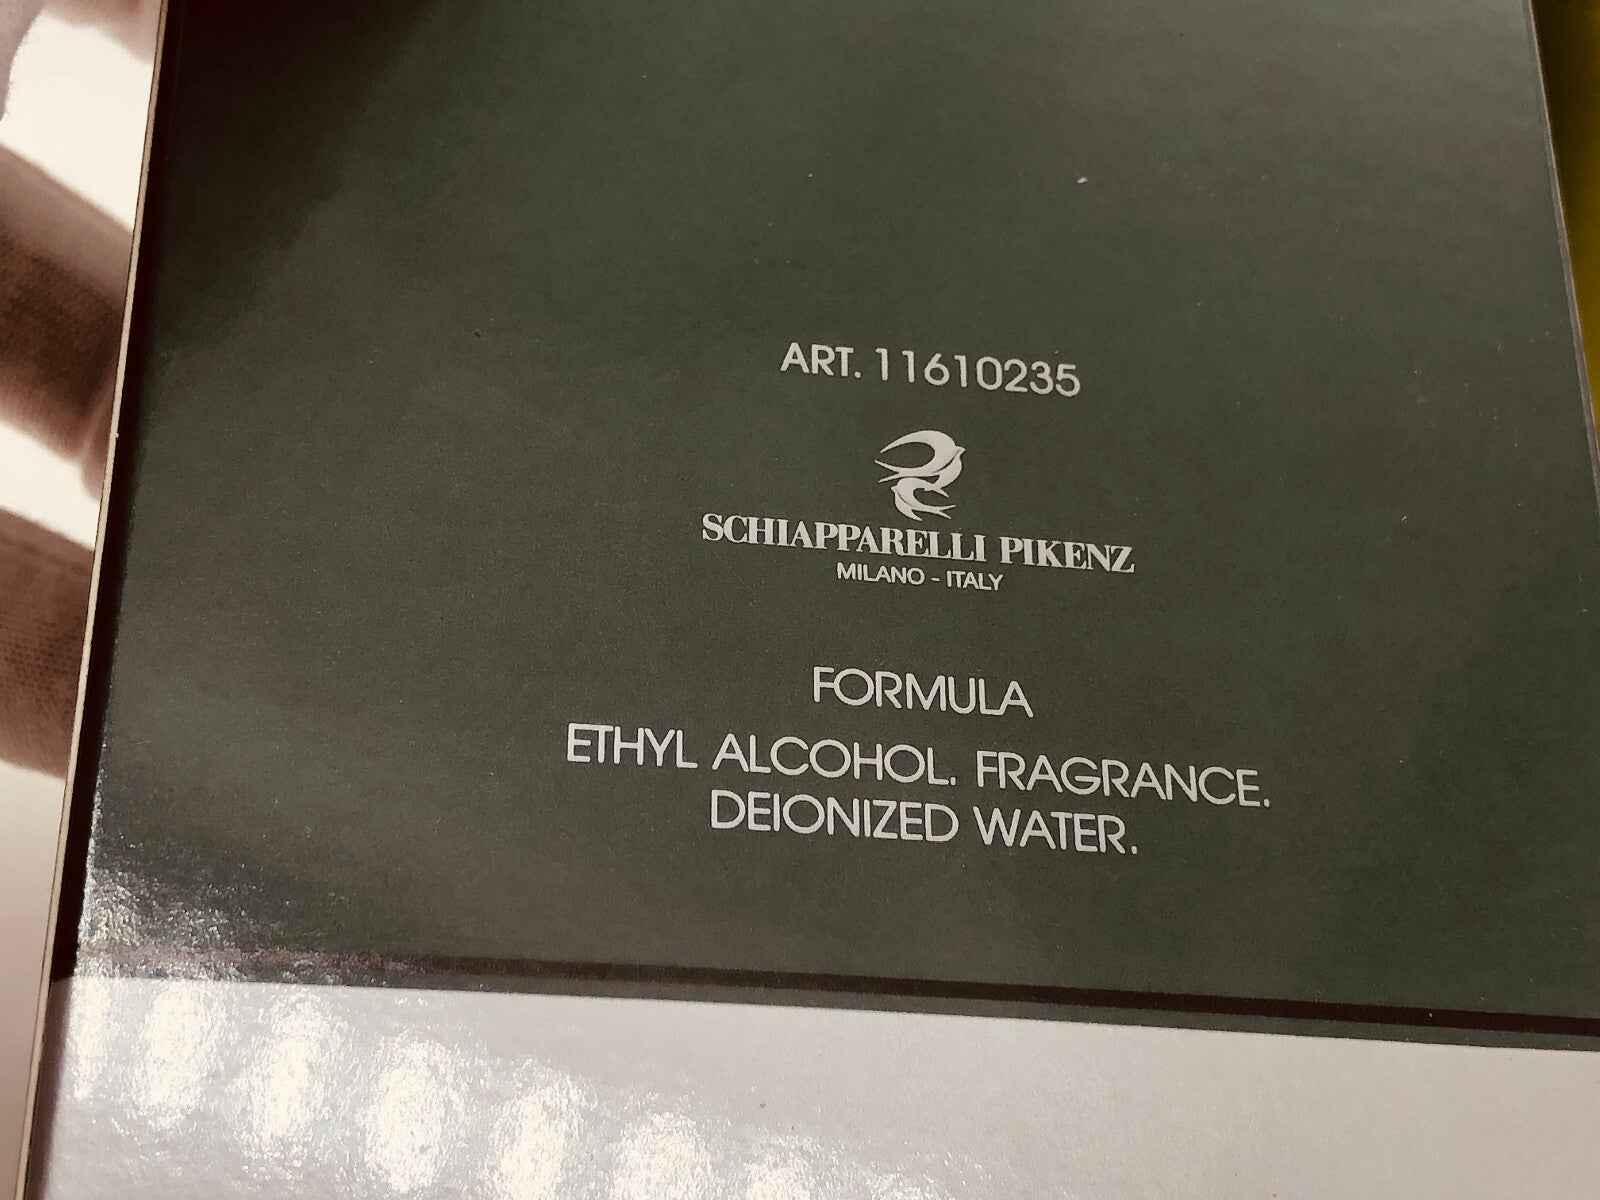 ART. 11610235
SCHIAPPARELLI PIKENZ
MILANO - ITALY
FORMULA
ETHYL ALCOHOL. FRAGRANCE.
DEIONIZED WATER.